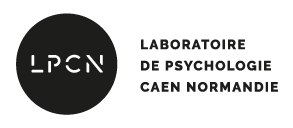 LPCN
LABORATOIRE
DE PSYCHOLOGIE
CAEN NORMANDIE